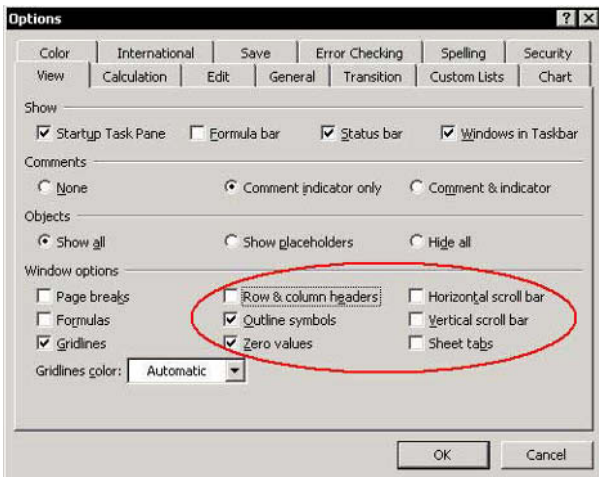 Options
Color International Save Error Checking Spelling Security
View Calculation Edit General Transition Custom Lists Chart
Show
Startup Task Pane Formula bar Status bar Windows in Taskbar
Comments
None Comment indicator only Comment & indicator
Objects
Show all Show placeholders Hide all
Window options
Page breaks Row & column headers Horizontal scroll bar
Formulas Outline symbols Vertical scroll bar
Gridlines Zero values Sheet tabs
Gridlines color: Automatic
OK Cancel